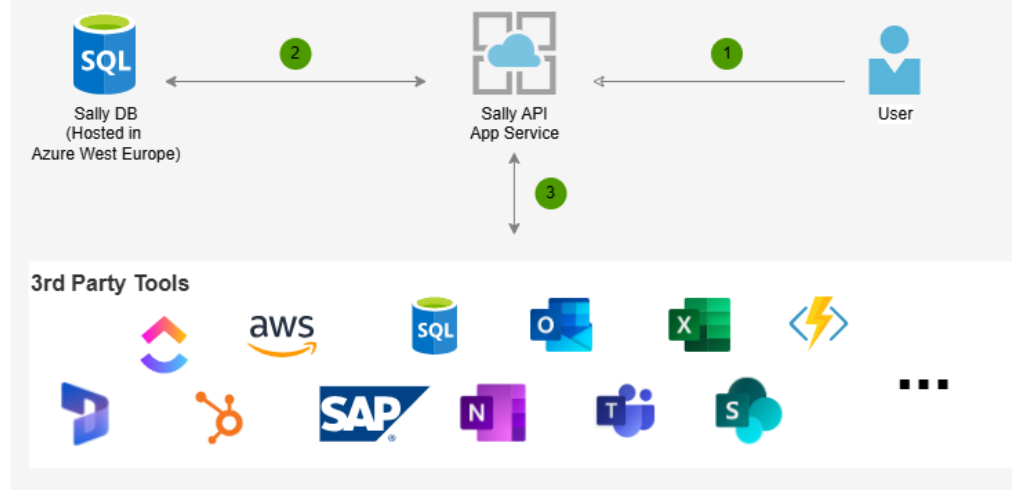 SQL
2
1
Sally DB
(Hosted in
Azure West Europe)
Sally API
App Service
User
3
3rd Party Tools
aws
SQL
O
X
SAP
®
N
T
S
...